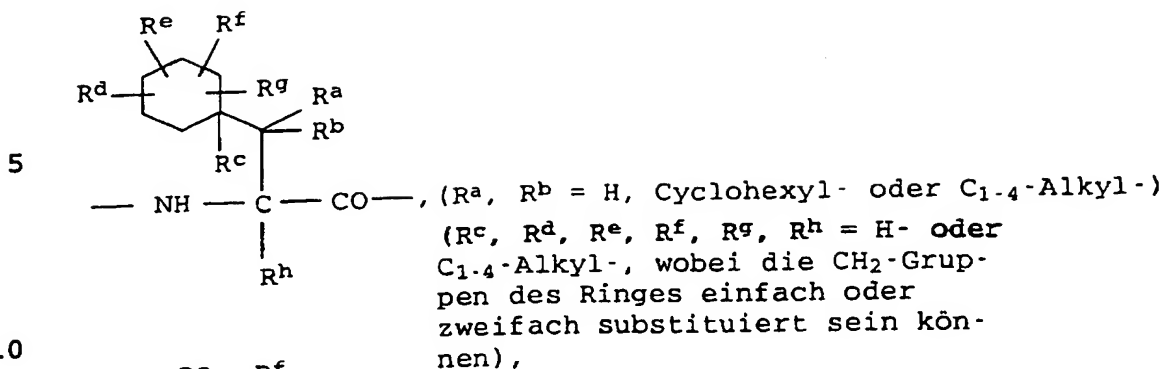 Rᵉ Rᶠ
Rᵈ Rᵍ Rᵃ
Rᵇ
5 Rᶜ
— NH — C — CO—, (Rᵃ, Rᵇ = H, Cyclohexyl- oder C₁₋₄-Alkyl-)
(Rᶜ, Rᵈ, Rᵉ, Rᶠ, Rᵍ, Rʰ = H- oder
Rʰ C₁.₄-Alkyl-, wobei die CH₂-Grup-
pen des Ringes einfach oder
zweifach substituiert sein kön-
.0 nen),